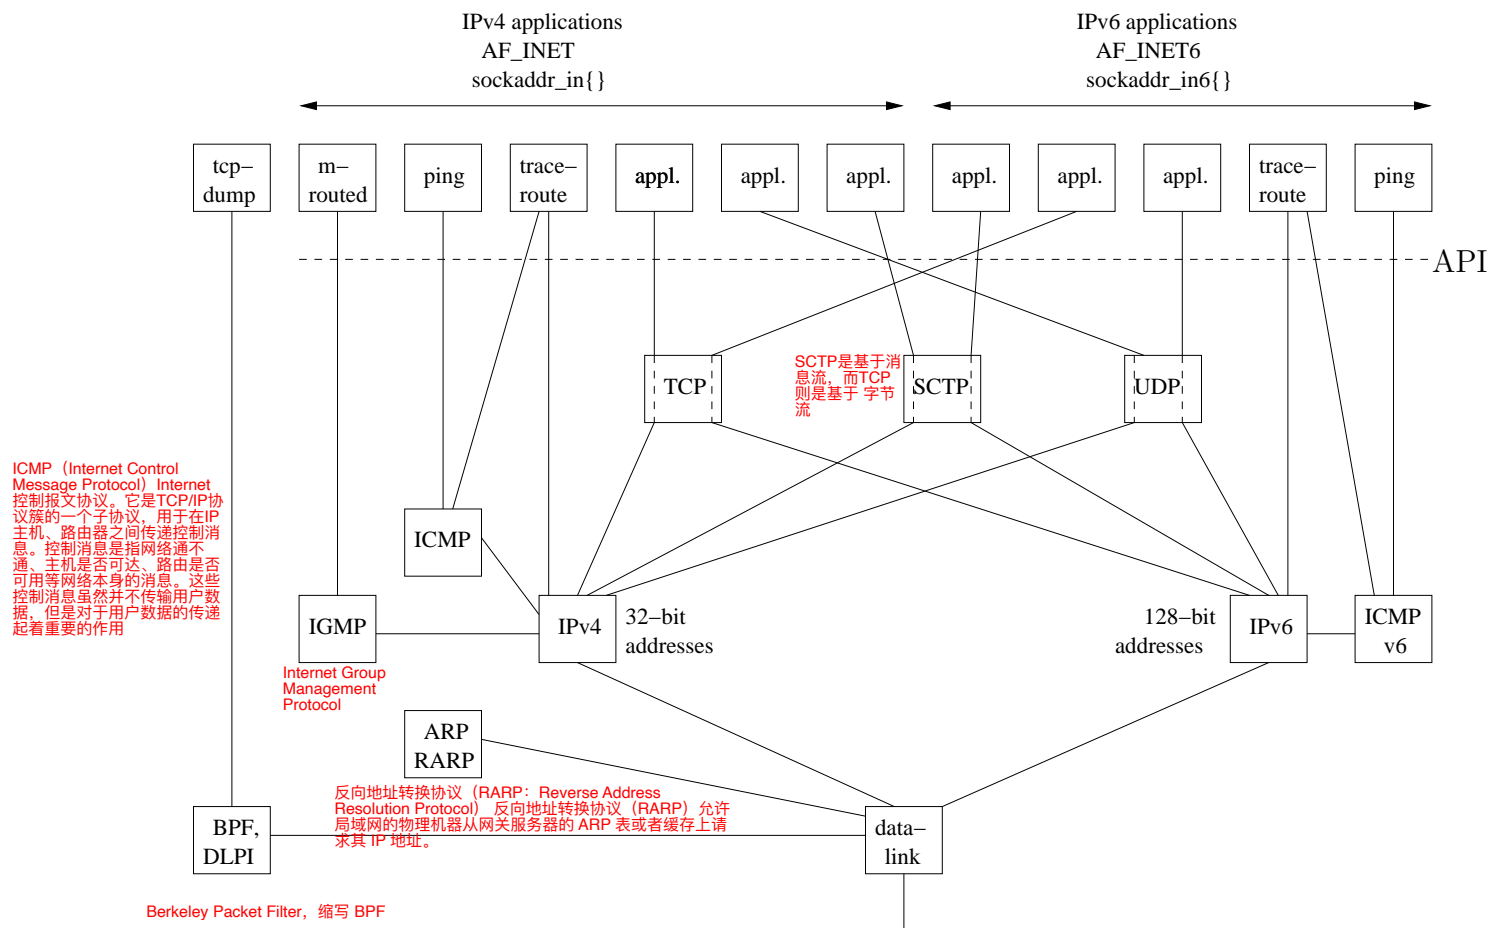 IPv4 applications
AF_INET
sockaddr_in{}
IPv6 applications
AF_INET6
sockaddr_in6{}
tcp–
dump
m–
routed
ping
trace–
route
appl.
appl.
appl.
appl.
appl.
appl.
trace–
route
ping
API
TCP
SCTP是基于消
息流，而TCP
则是基于 字节
流
SCTP
UDP
ICMP（Internet Control
Message Protocol）Internet
控制报文协议。它是TCP/IP协
议簇的一个子协议，用于在IP
主机、路由器之间传递控制消
息。控制消息是指网络通不
通、主机是否可达、路由是否
可用等网络本身的消息。这些
控制消息虽然并不传输用户数
据，但是对于用户数据的传递
起着重要的作用
ICMP
IGMP
Internet Group
Management
Protocol
IPv4
32–bit
addresses
128–bit
addresses
IPv6
ICMP
v6
ARP
RARP
反向地址转换协议（RARP：Reverse Address
Resolution Protocol） 反向地址转换协议（RARP）允许
局域网的物理机器从网关服务器的 ARP 表或者缓存上请
求其 IP 地址。
BPF,
DLPI
data–
link
Berkeley Packet Filter，缩写 BPF